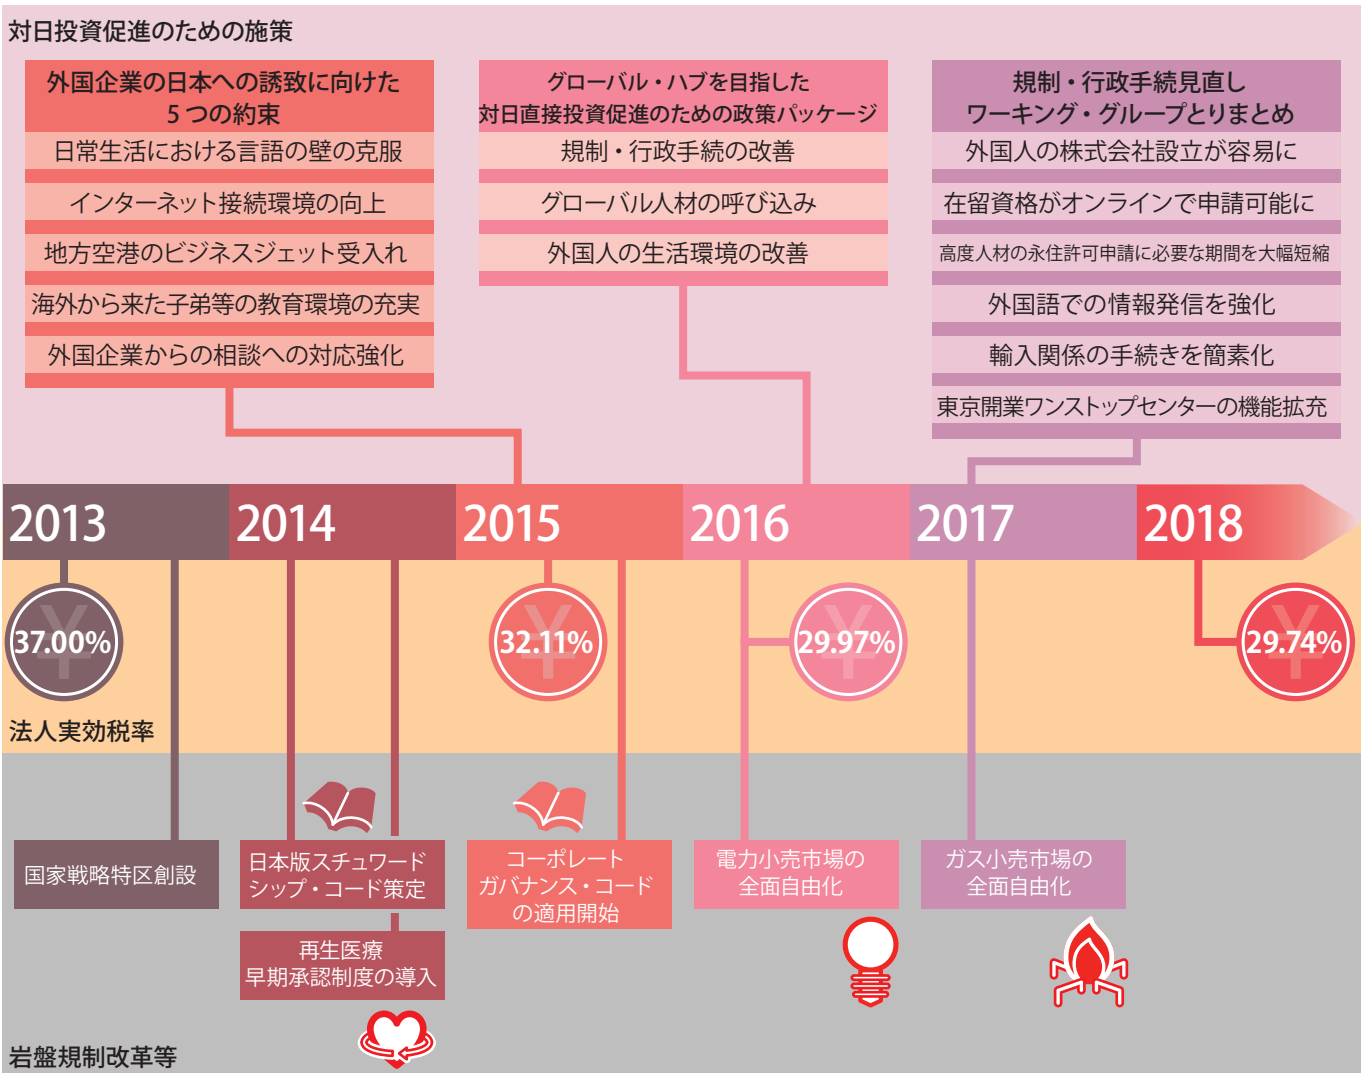 対日投資促進のための施策
外国企業の日本への誘致に向けた
5つの約束
日常生活における言語の壁の克服
インターネット接続環境の向上
地方空港のビジネスジェット受入れ
海外から来た子弟等の教育環境の充実
外国企業からの相談への対応強化
グローバル・ハブを目指した
対日直接投資促進のための政策パッケージ
規制・行政手続の改善
グローバル人材の呼び込み
外国人の生活環境の改善
規制・行政手続見直し
ワーキング・グループとりまとめ
外国人の株式会社設立が容易に
在留資格がオンラインで申請可能に
高度人材の永住許可申請に必要な期間を大幅短縮
外国語での情報発信を強化
輸入関係の手続きを簡素化
東京開業ワンストップセンターの機能拡充
2013
2014
2015
2016
2017
2018
¥
37.00%
¥
32.11%
¥
29.97%
¥
29.74%
法人実効税率
国家戦略特区創設
日本版スチュワード
シップ・コード策定
再生医療
早期承認制度の導入
コーポレート
ガバナンス・コード
の適用開始
電力小売市場の
全面自由化
ガス小売市場の
全面自由化
岩盤規制改革等